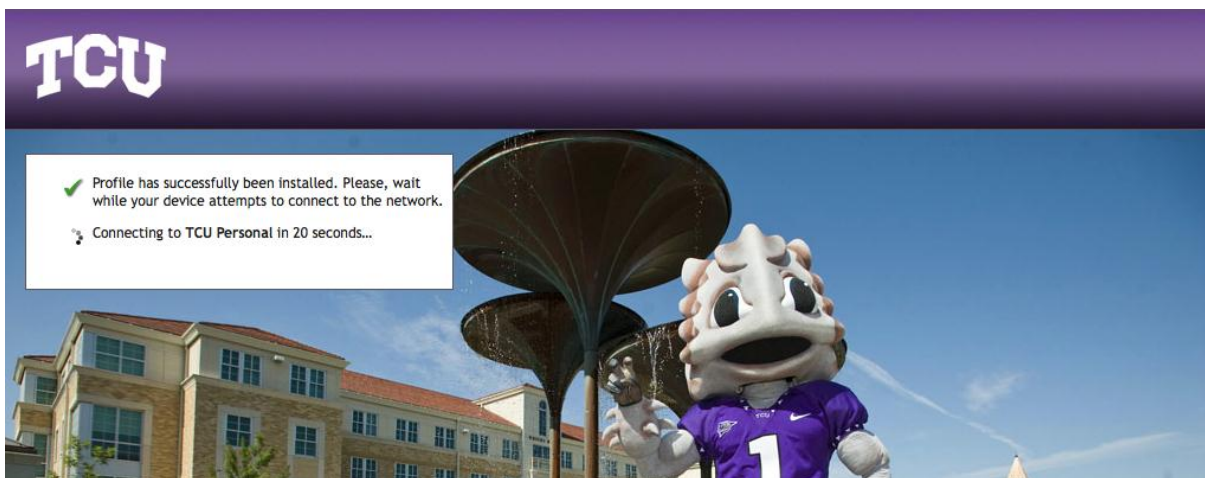 TCU
Profile has successfully been installed. Please, wait
while your device attempts to connect to the network.
Connecting to TCU Personal in 20 seconds…
TCU
1